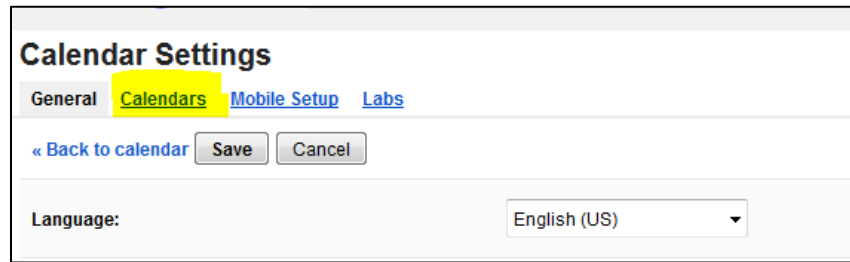 Calendar Settings
General Calendars Mobile Setup Labs
« Back to calendar Save Cancel
Language: English (US)